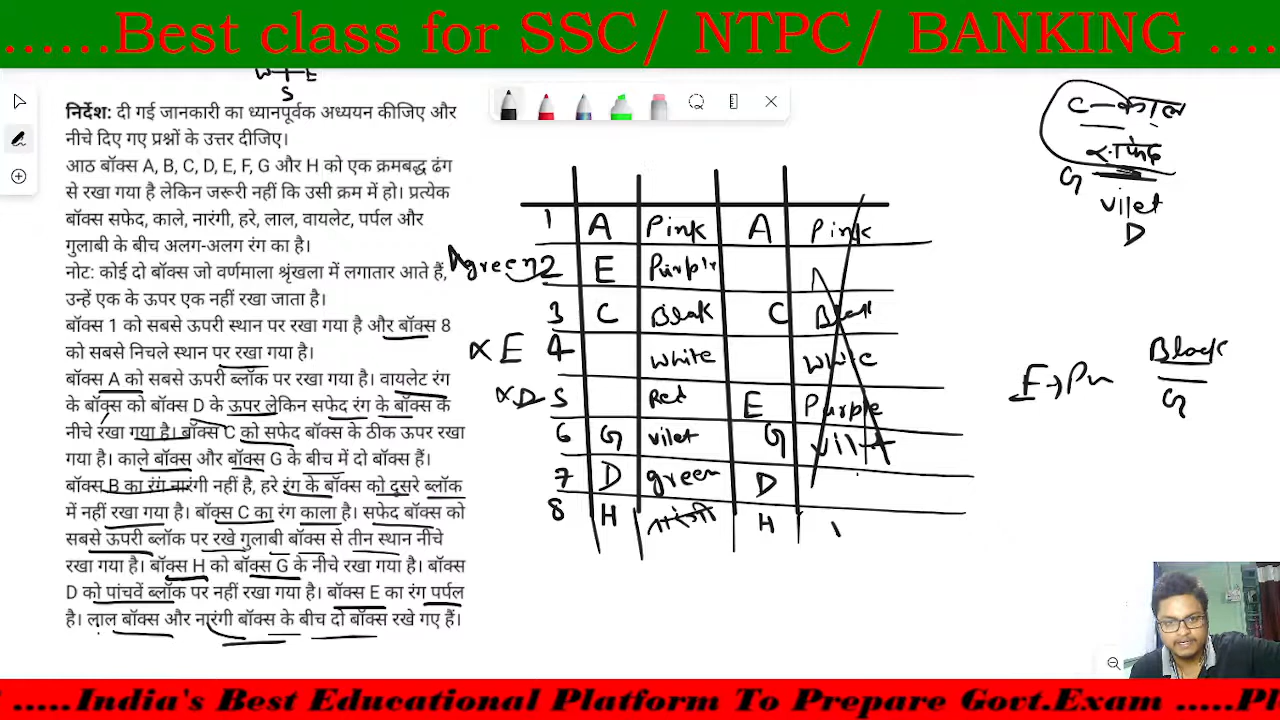 ......Best class for SSC/ NTPC/ BANKING ....
W E
S
निर्देश: दी गई जानकारी का ध्यानपूर्वक अध्ययन कीजिए और
नीचे दिए गए प्रश्नों के उत्तर दीजिए।
आठ बॉक्स A, B, C, D, E, F, G और H को एक क्रमबद्ध ढंग
से रखा गया है लेकिन जरूरी नहीं कि उसी क्रम में हो। प्रत्येक
बॉक्स सफेद, काले, नारंगी, हरे, लाल, वायलेट, पर्पल और
गुलाबी के बीच अलग-अलग रंग का है।
नोट: कोई दो बॉक्स जो वर्णमाला श्रृंखला में लगातार आते हैं,
उन्हें एक के ऊपर एक नहीं रखा जाता है।
बॉक्स 1 को सबसे ऊपरी स्थान पर रखा गया है और बॉक्स 8
को सबसे निचले स्थान पर रखा गया है।
बॉक्स A को सबसे ऊपरी ब्लॉक पर रखा गया है। वायलेट रंग
के बॉक्स को बॉक्स D के ऊपर लेकिन सफेद रंग के बॉक्स के
नीचे रखा गया है। बॉक्स C को सफेद बॉक्स के ठीक ऊपर रखा
गया है। काले बॉक्स और बॉक्स G के बीच में दो बॉक्स हैं।
बॉक्स B का रंग नारंगी नहीं है, हरे रंग के बॉक्स को दूसरे ब्लॉक
में नहीं रखा गया है। बॉक्स C का रंग काला है। सफेद बॉक्स को
सबसे ऊपरी ब्लॉक पर रखे गुलाबी बॉक्स से तीन स्थान नीचे
रखा गया है। बॉक्स H को बॉक्स G के नीचे रखा गया है। बॉक्स
D को पांचवें ब्लॉक पर नहीं रखा गया है। बॉक्स E का रंग पर्पल
है। लाल बॉक्स और नारंगी बॉक्स के बीच दो बॉक्स रखे गए हैं।
1 A Pink A Pink
green 2 E
3 C C
E 4 white
D 5 Red E Purple
6 G vilet G
7 D green D
8 H नारंगी H
C — काल
सफेद
G
vilet
D
Black
G
.....India's Best Educational Platform To Prepare Govt.Exam .....Pl